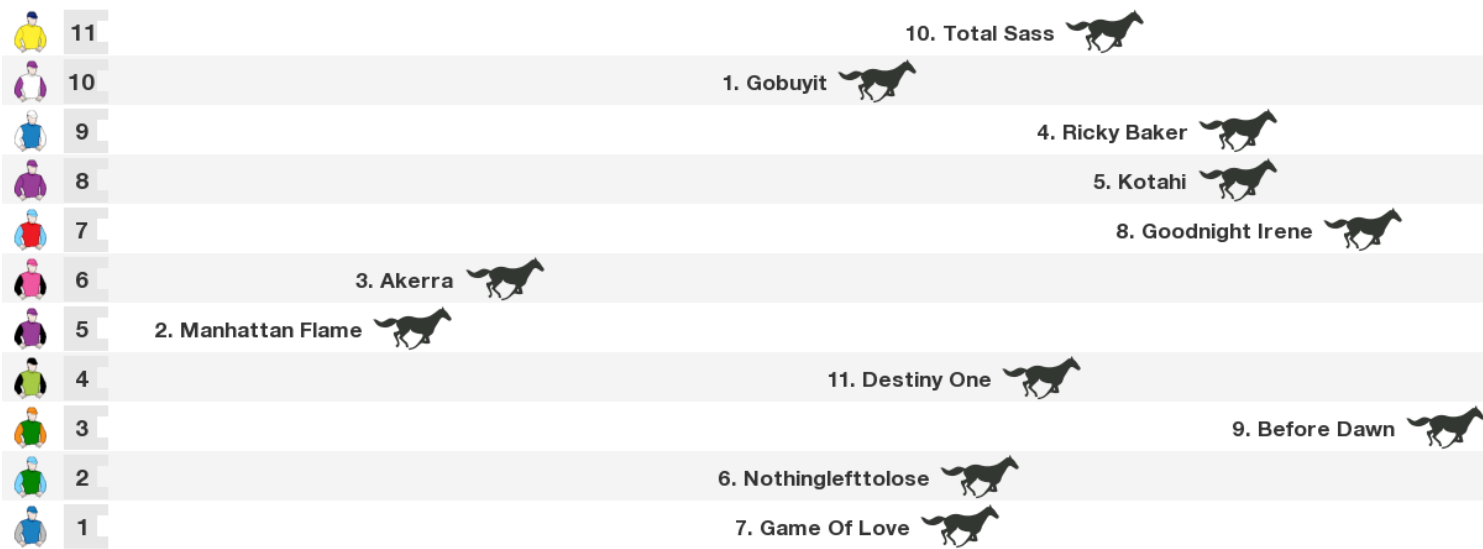 11 10. Total Sass
10 1. Gobuyit
9 4. Ricky Baker
8 5. Kotahi
7 8. Goodnight Irene
6 3. Akerra
5 2. Manhattan Flame
4 11. Destiny One
3 9. Before Dawn
2 6. Nothinglefttolose
1 7. Game Of Love